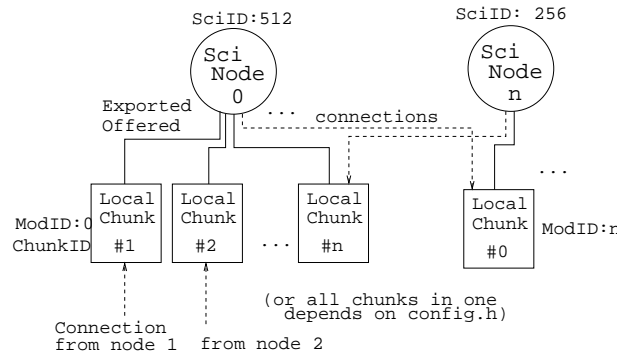 SciID:512
SciID: 256
Sci
Node
0
Sci
Node
n
Exported
Offered
...
connections
...
Local
Chunk
#1
Local
Chunk
#2
...
Local
Chunk
#n
Local
Chunk
#0
ModID:0
ChunkID
ModID:n
(or all chunks in one
depends on config.h)
Connection
from node 1
from node 2